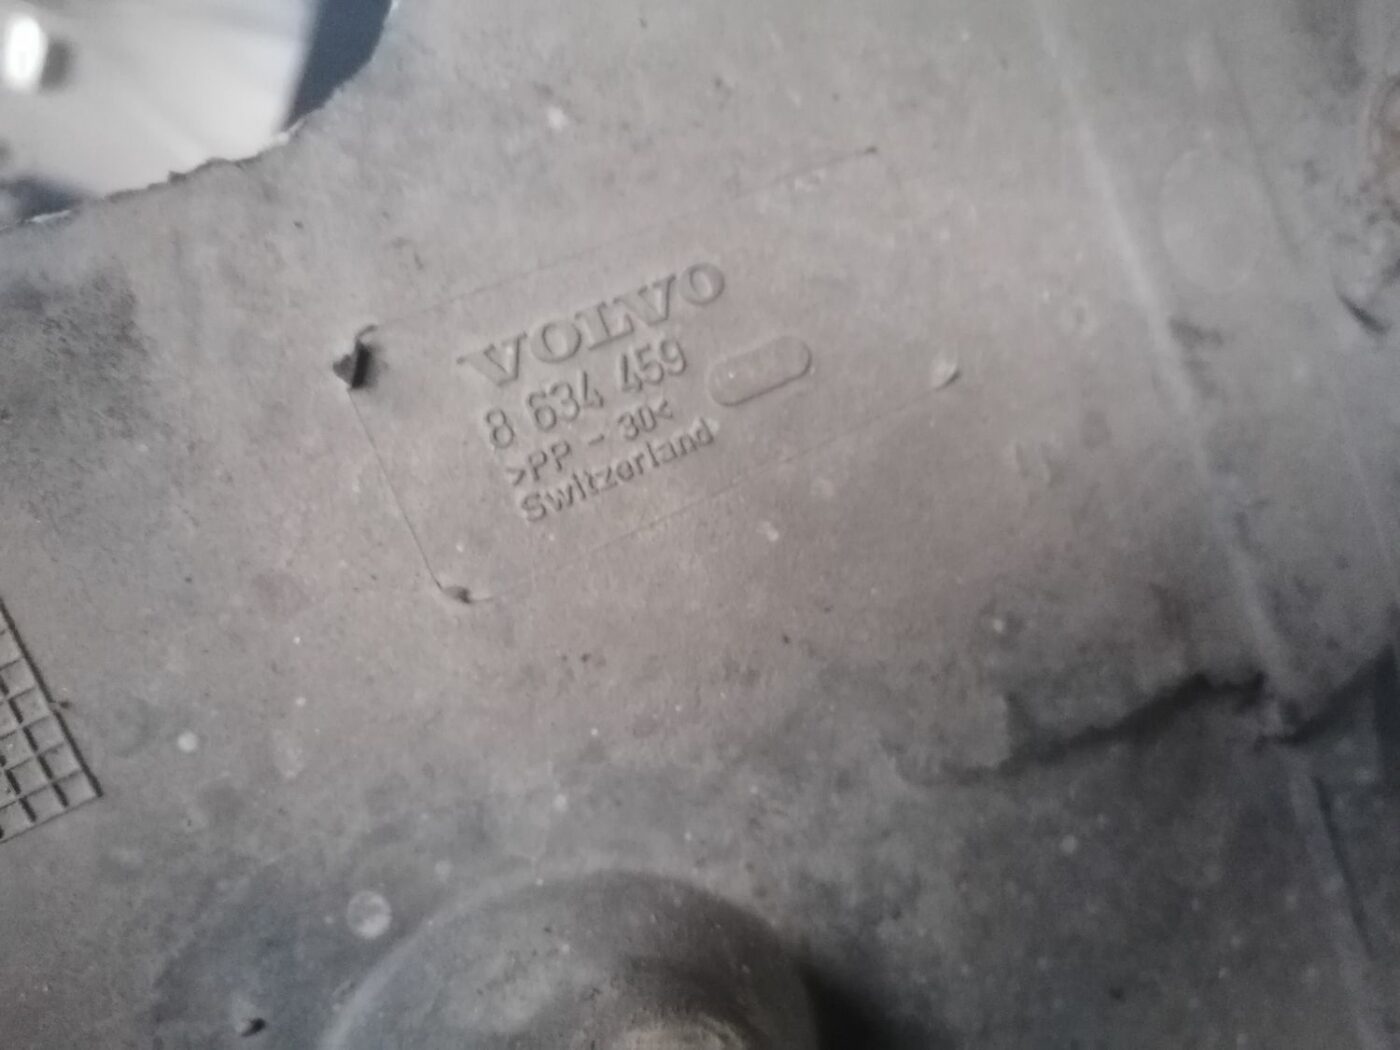 VOLVO
8 634 459
>PP - 30<
Switzerland